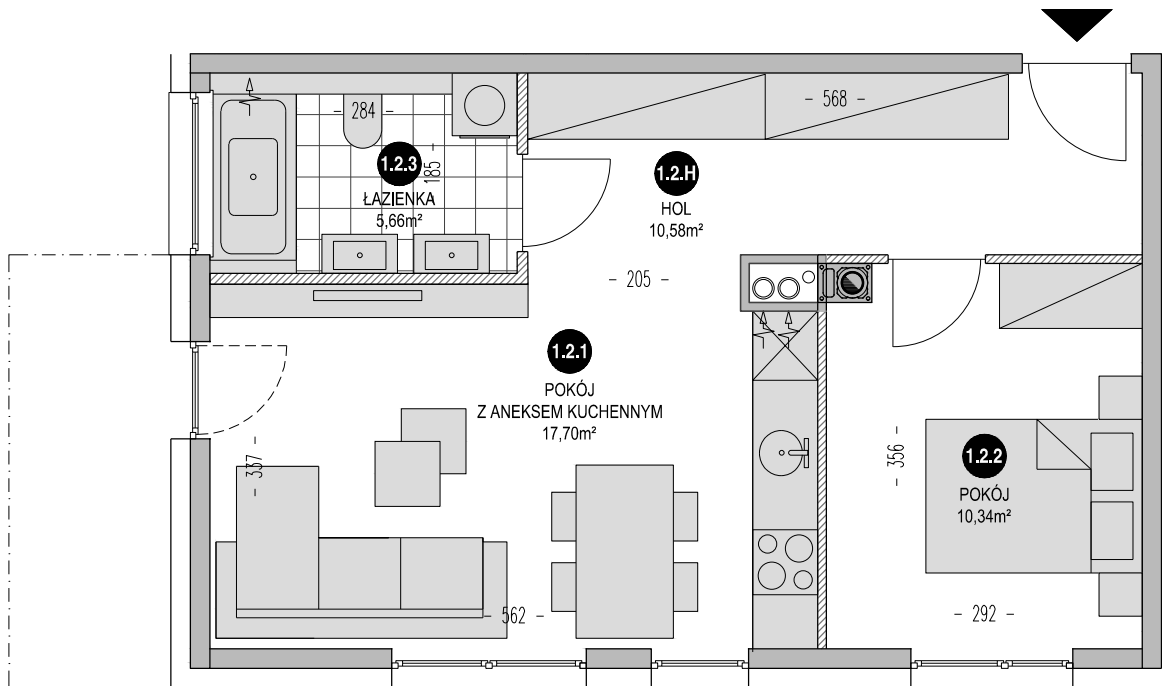 - 568 -
- 284 -
1.2.3
- 185 -
ŁAZIENKA
5,66m²
1.2.H
HOL
10,58m²
- 205 -
1.2.1
POKÓJ
Z ANEKSEM KUCHENNYM
17,70m²
- 337 -
- 356 -
1.2.2
POKÓJ
10,34m²
- 562 -
- 292 -